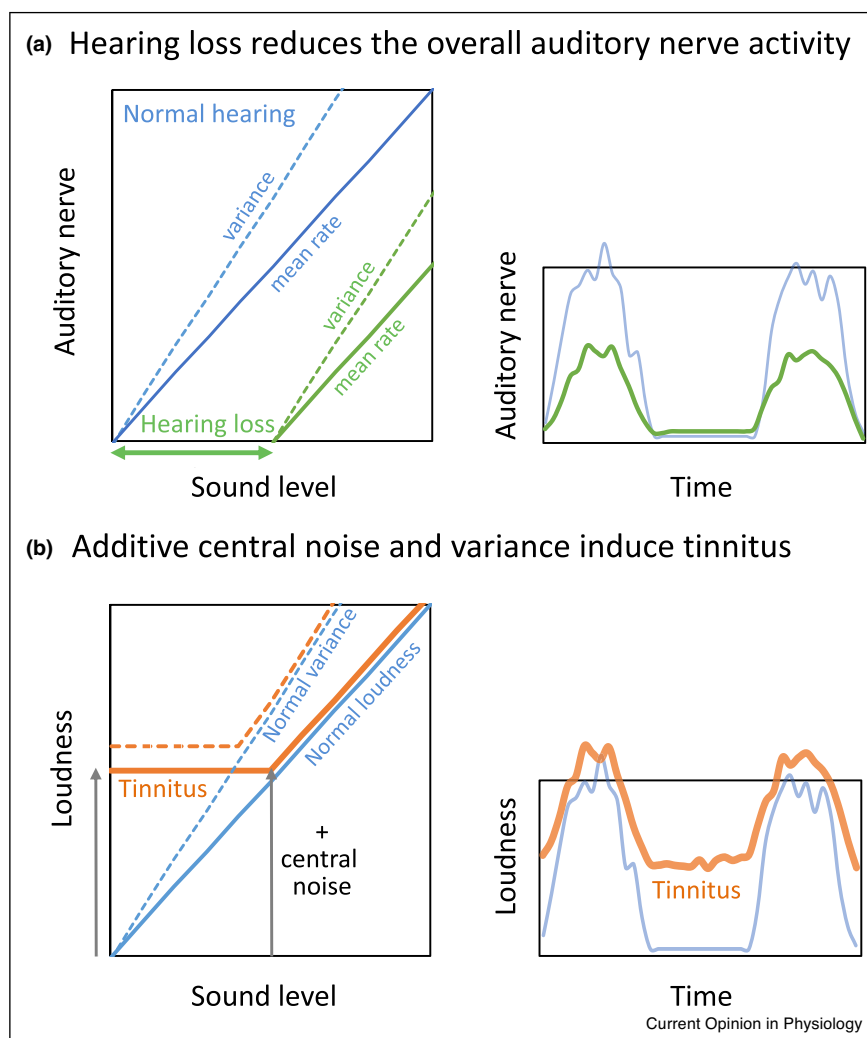 (a) Hearing loss reduces the overall auditory nerve activity
Normal hearing
variance
mean rate
variance
mean rate
Hearing loss
Auditory nerve
Sound level
Auditory nerve
Time
(b) Additive central noise and variance induce tinnitus
Normal variance
Normal loudness
Tinnitus
+
central
noise
Loudness
Sound level
Loudness
Tinnitus
Time
Current Opinion in Physiology